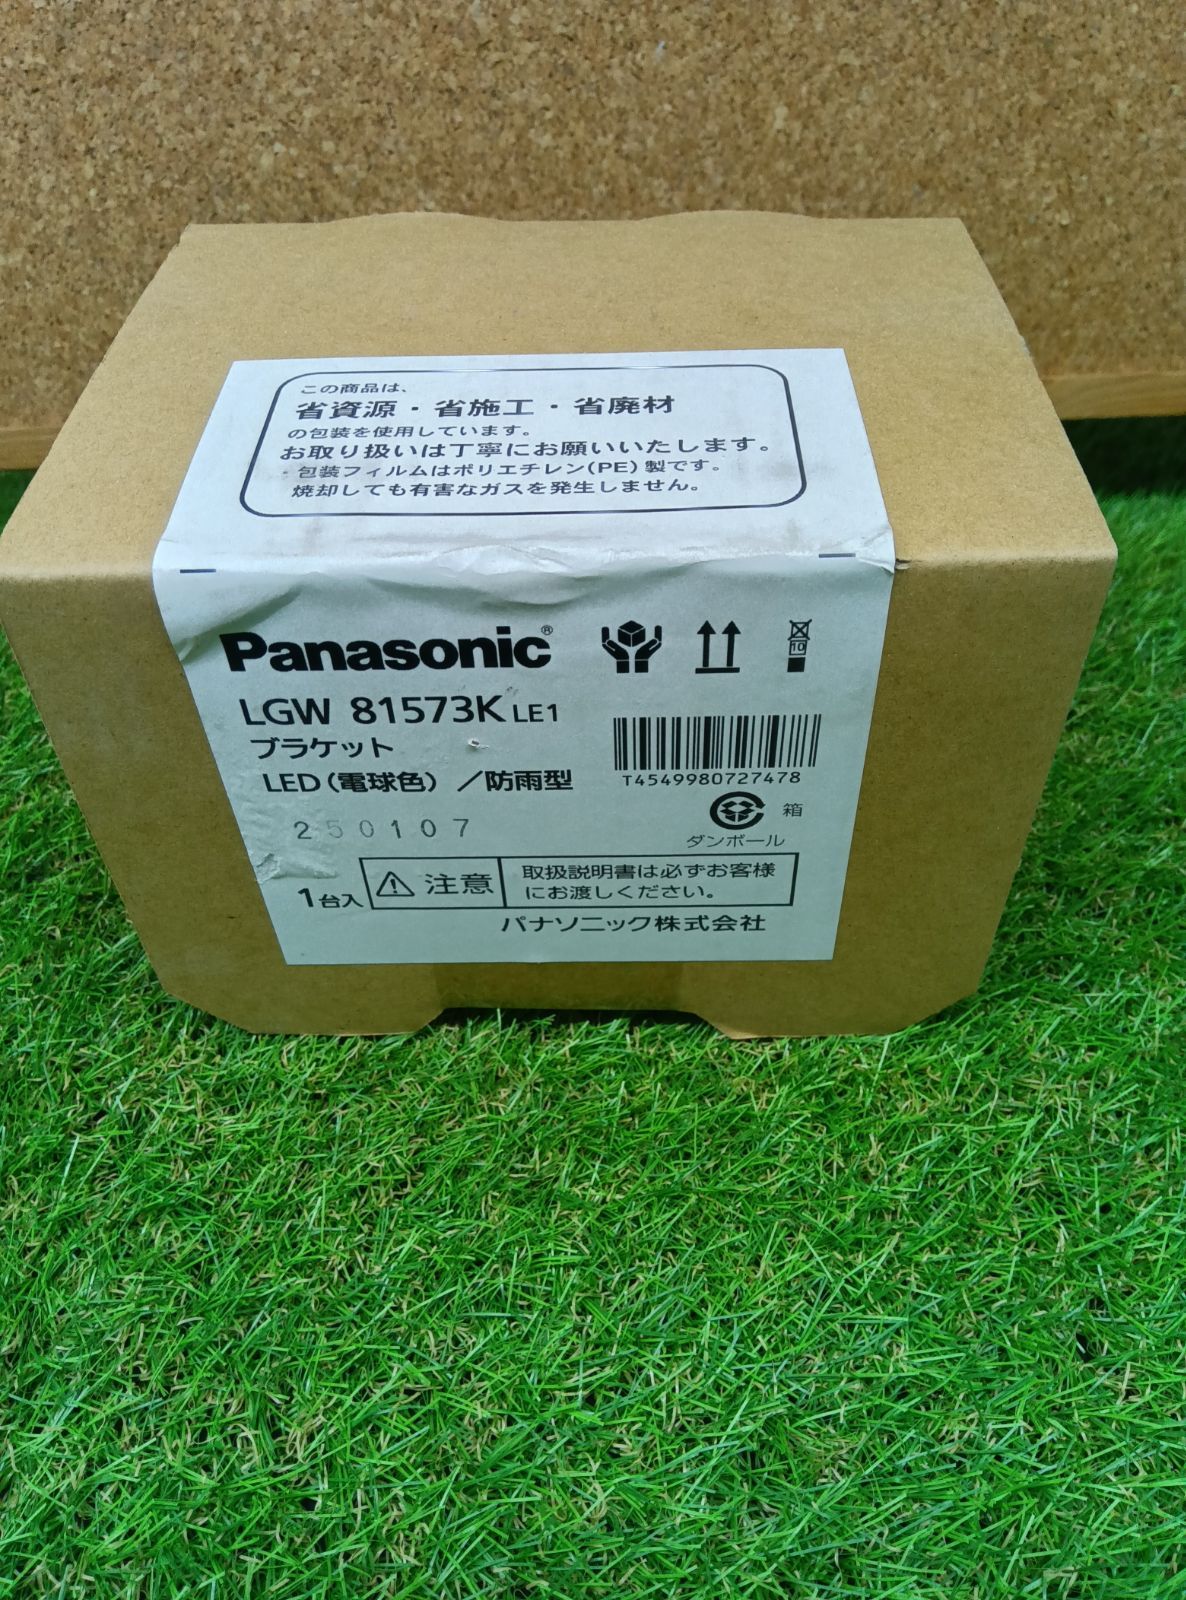 この商品は、
省資源・省施工・省廃材
の包装を使用しています。
お取り扱いは丁寧にお願いいたします。
・包装フィルムはポリエチレン(PE)製です。
焼却しても有害なガスを発生しません。
Panasonic®
10
LGW 81573K LE1
ブラケット
LED(電球色)／防雨型
T4549980727478
箱
ダンボール
250107
1台入
注意
取扱説明書は必ずお客様
にお渡しください。
パナソニック株式会社